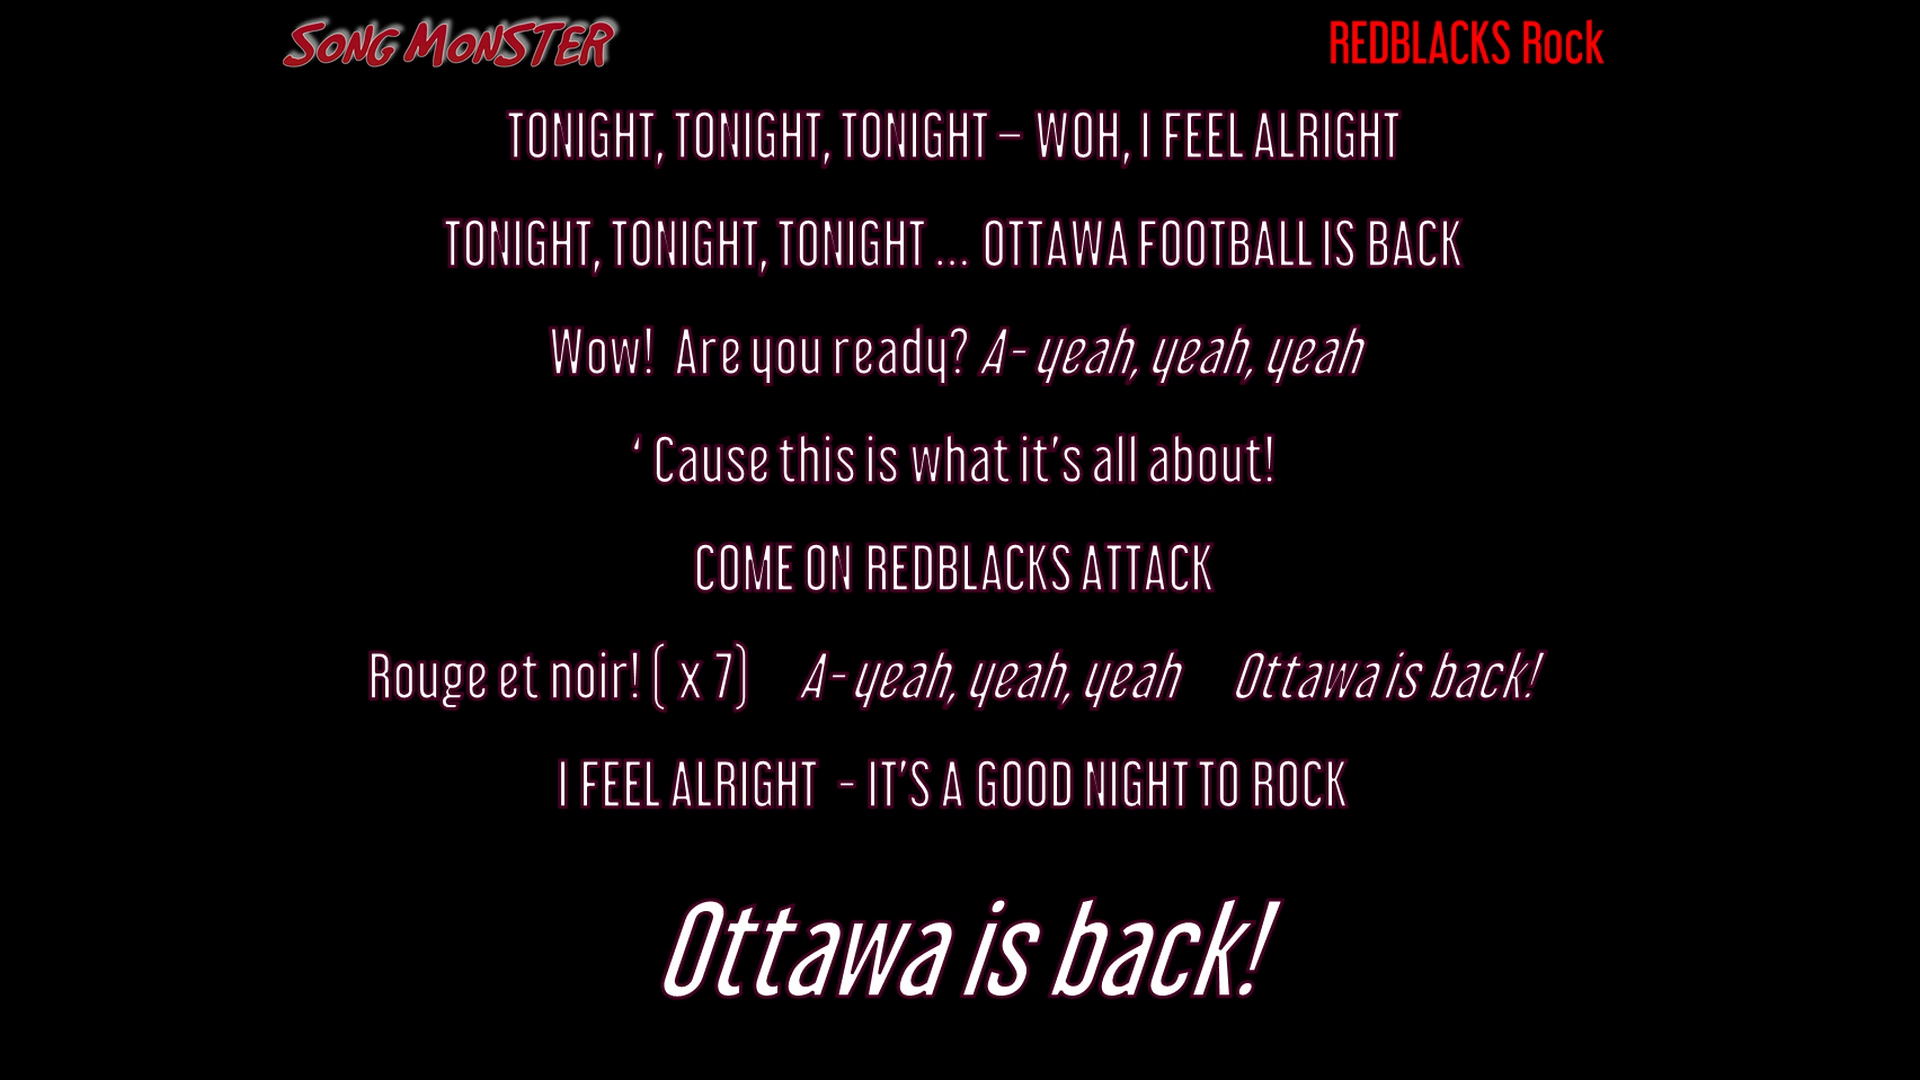 SONG MONSTER
REDBLACKS Rock
TONIGHT, TONIGHT, TONIGHT – WOH, I FEEL ALRIGHT
TONIGHT, TONIGHT, TONIGHT ... OTTAWA FOOTBALL IS BACK
Wow!  Are you ready? A- yeah, yeah, yeah
‘ Cause this is what it’s all about!
COME ON REDBLACKS ATTACK
Rouge et noir! ( x 7)    A- yeah, yeah, yeah    Ottawa is back!
I FEEL ALRIGHT  - IT’S A GOOD NIGHT TO ROCK
Ottawa is back!